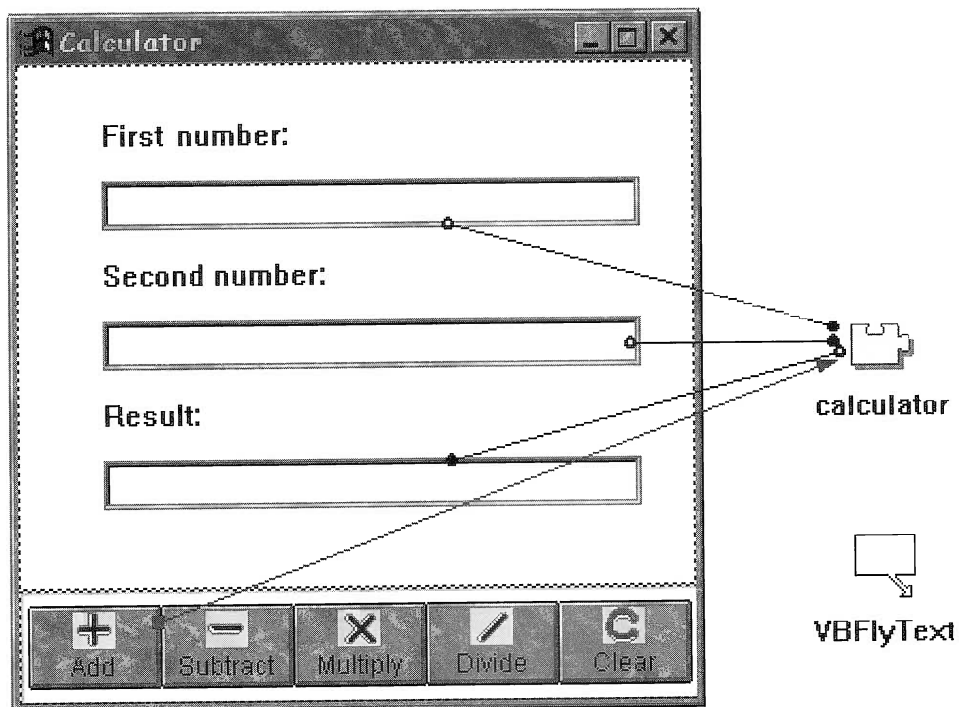 Calculator
First number:
Second number:
Result:
calculator
VBFlyText
Add
Subtract
Multiply
Divide
Clear